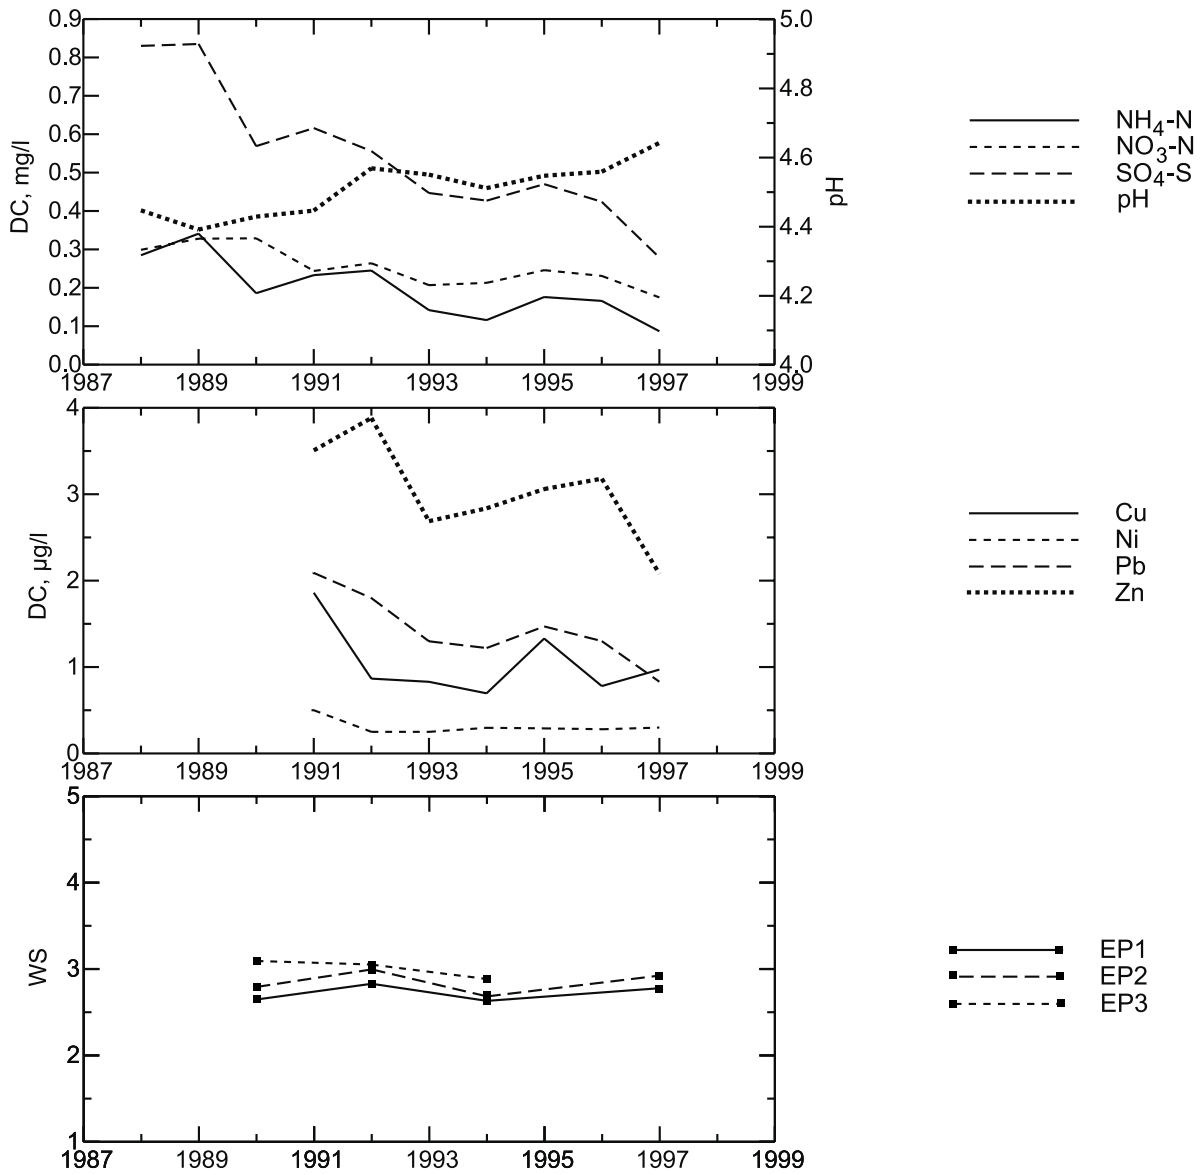 0.9
0.8
0.7
0.6
0.5
0.4
0.3
0.2
0.1
0.0
DC, mg/l
5.0
4.8
4.6
4.4
4.2
4.0
pH
1987 1989 1991 1993 1995 1997 1999
NH4-N
NO3-N
SO4-S
pH
4
3
2
1
0
DC, µg/l
1987 1989 1991 1993 1995 1997 1999
Cu
Ni
Pb
Zn
5
4
3
2
1
WS
1987 1989 1991 1993 1995 1997 1999
EP1
EP2
EP3